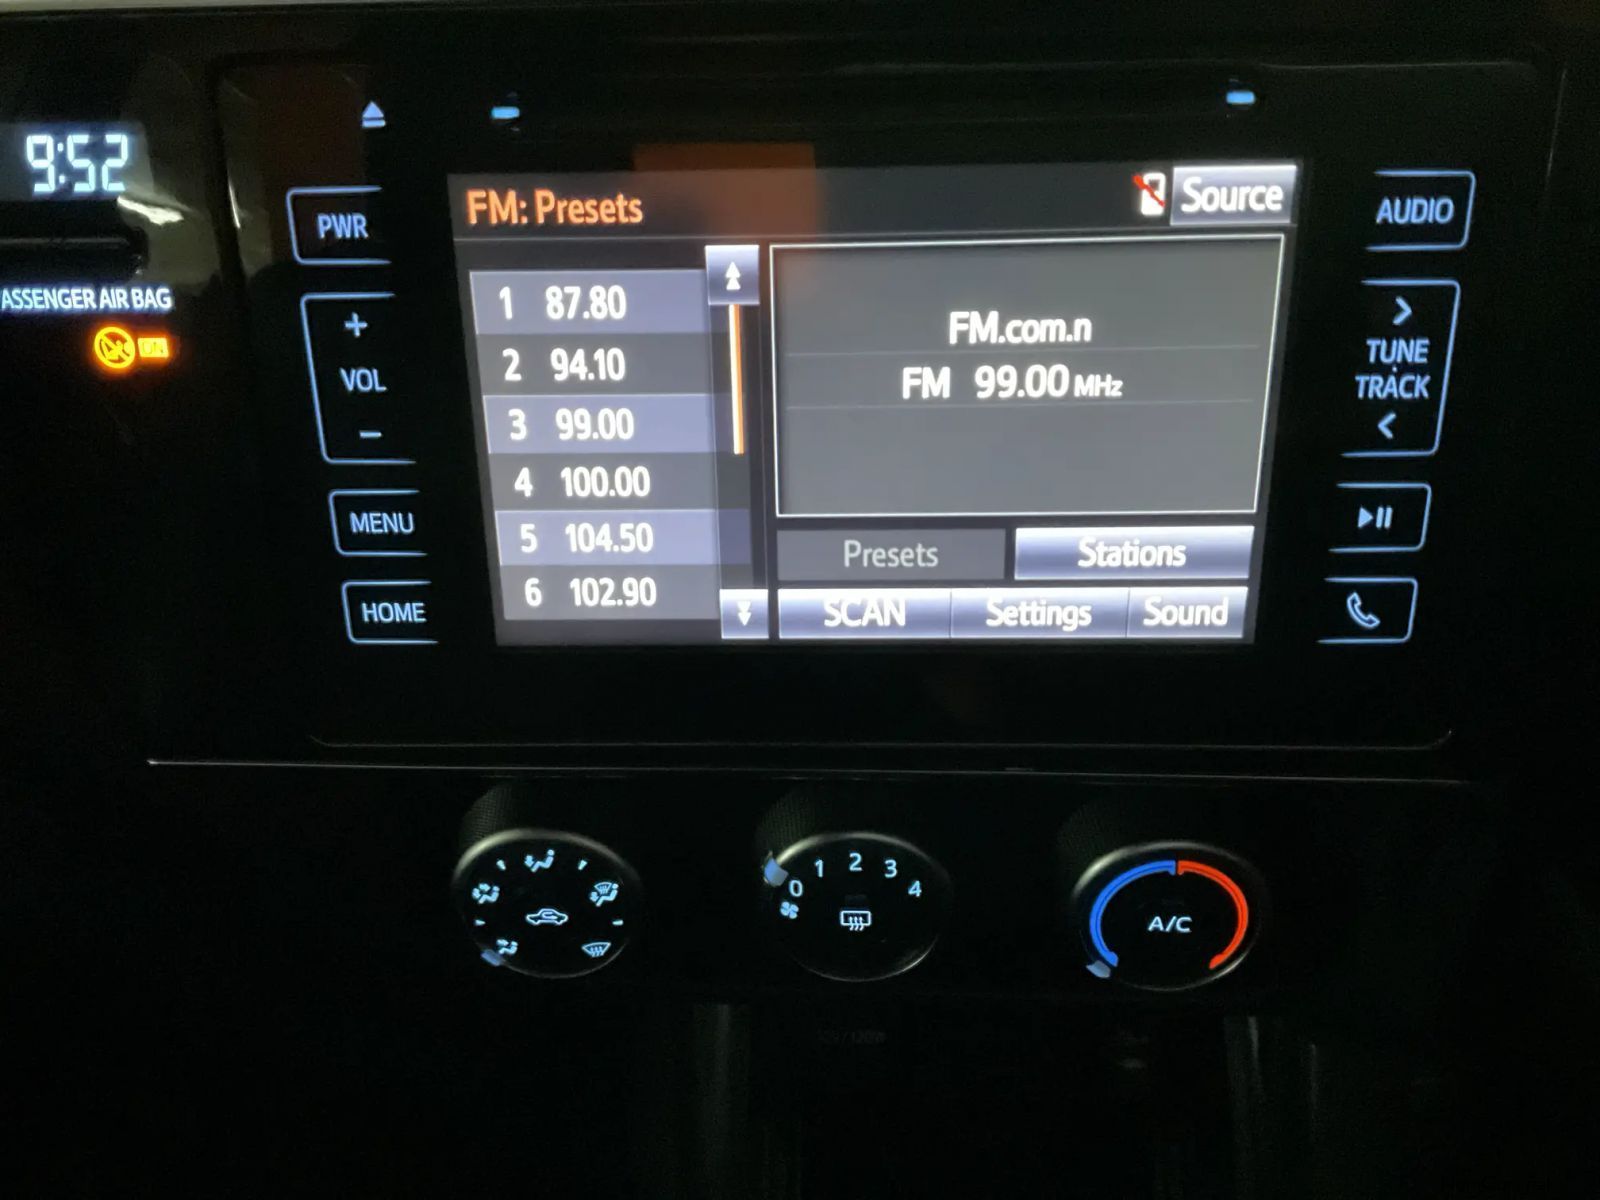 9:52
PASSENGER AIR BAG
ON
PWR
+
VOL
−
MENU
HOME
FM: Presets
Source
1 87.80
2 94.10
3 99.00
4 100.00
5 104.50
6 102.90
FM.com.n
FM 99.00 MHz
Presets
Stations
SCAN
Settings
Sound
AUDIO
>
TUNE
TRACK
<
0 1 2 3 4
A/C